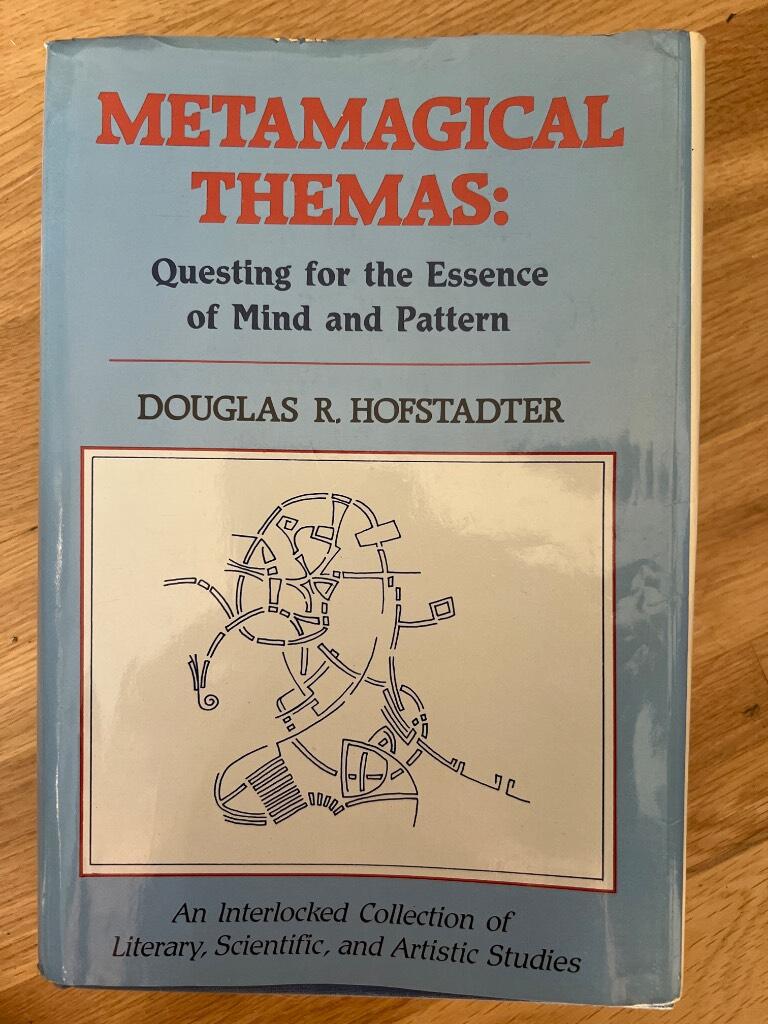 METAMAGICAL
THEMAS:
Questing for the Essence
of Mind and Pattern
DOUGLAS R. HOFSTADTER
An Interlocked Collection of
Literary, Scientific, and Artistic Studies